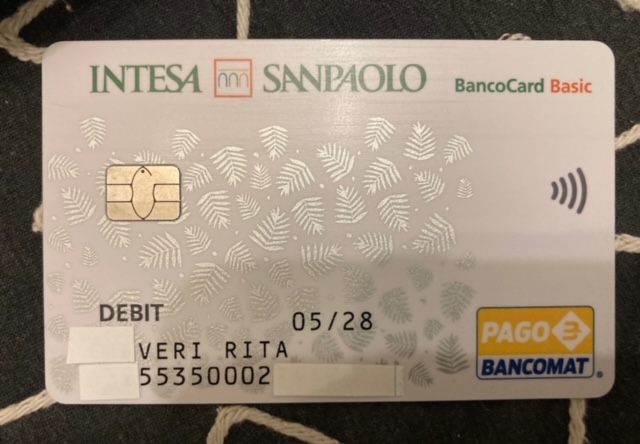 INTESA SANPAOLO
BancoCard Basic
DEBIT
05/28
VERI RITA
55350002
PAGO
BANCOMAT®